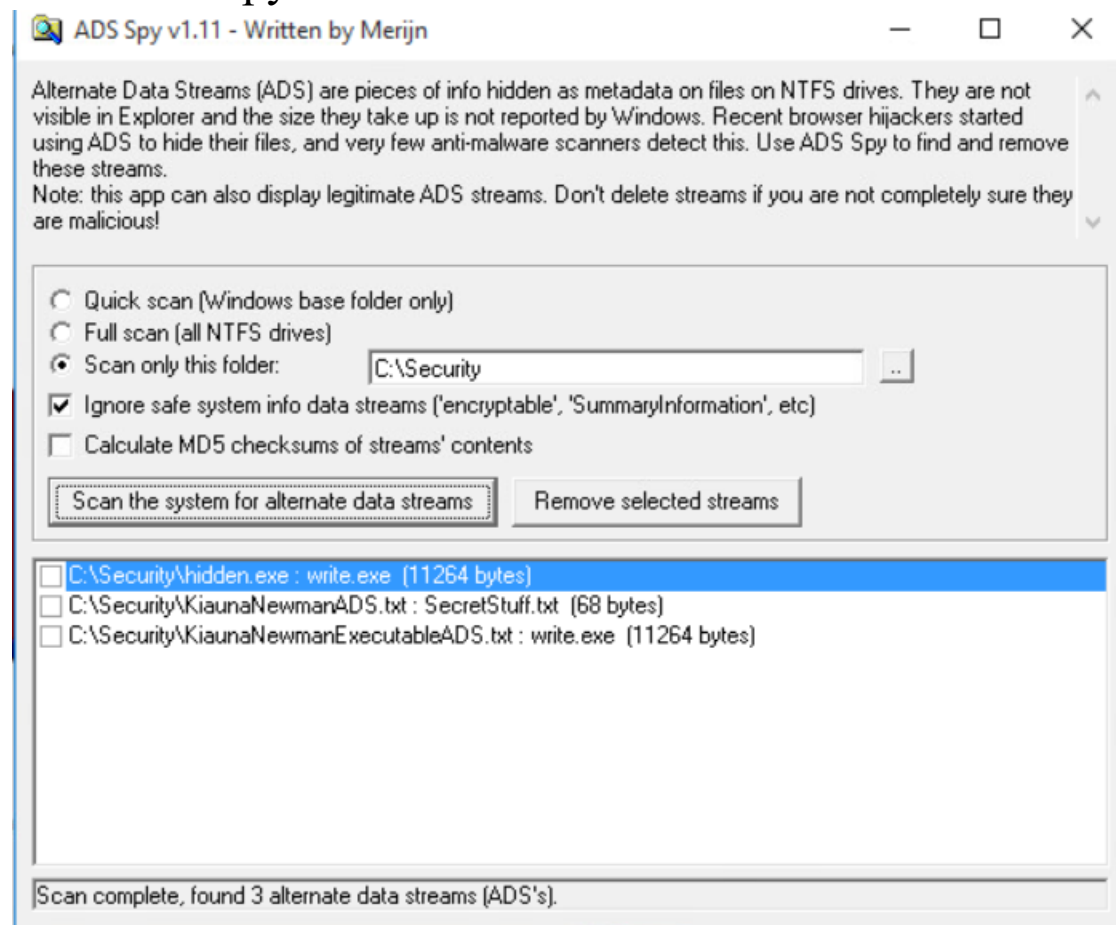 ADS Spy v1.11 - Written by Merijn
Alternate Data Streams (ADS) are pieces of info hidden as metadata on files on NTFS drives. They are not
visible in Explorer and the size they take up is not reported by Windows. Recent browser hijackers started
using ADS to hide their files, and very few anti-malware scanners detect this. Use ADS Spy to find and remove
these streams.
Note: this app can also display legitimate ADS streams. Don't delete streams if you are not completely sure they
are malicious!
Quick scan (Windows base folder only)
Full scan (all NTFS drives)
Scan only this folder: C:\Security ..
Ignore safe system info data streams ('encryptable', 'SummaryInformation', etc)
Calculate MD5 checksums of streams' contents
Scan the system for alternate data streams Remove selected streams
C:\Security\hidden.exe : write.exe (11264 bytes)
C:\Security\KiaunaNewmanADS.txt : SecretStuff.txt (68 bytes)
C:\Security\KiaunaNewmanExecutableADS.txt : write.exe (11264 bytes)
Scan complete, found 3 alternate data streams (ADS's).